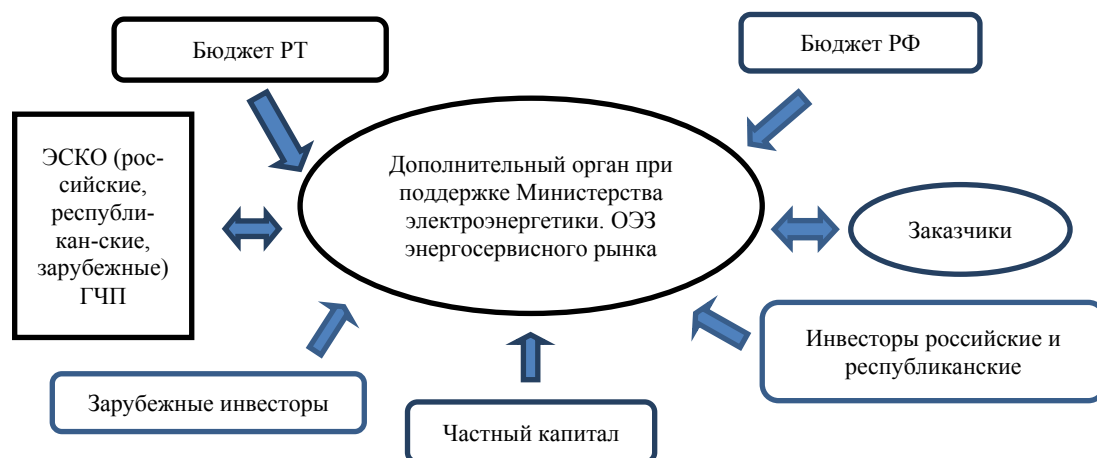 Бюджет РТ
Бюджет РФ
ЭСКО (рос-
сийские,
республи-
кан-ские,
зарубежные)
ГЧП
Дополнительный орган при
поддержке Министерства
электроэнергетики. ОЭЗ
энергосервисного рынка
Заказчики
Зарубежные инвесторы
Частный капитал
Инвесторы российские и
республиканские